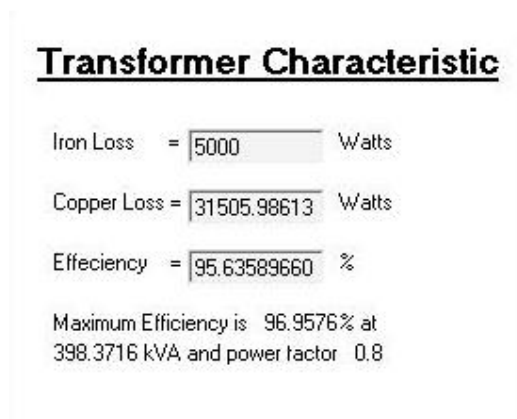 Transformer Characteristic
Iron Loss = 5000 Watts
Copper Loss = 31505.98613 Watts
Effeciency = 95.63589660 %
Maximum Efficiency is 96.9576% at
398.3716 kVA and power factor 0.8